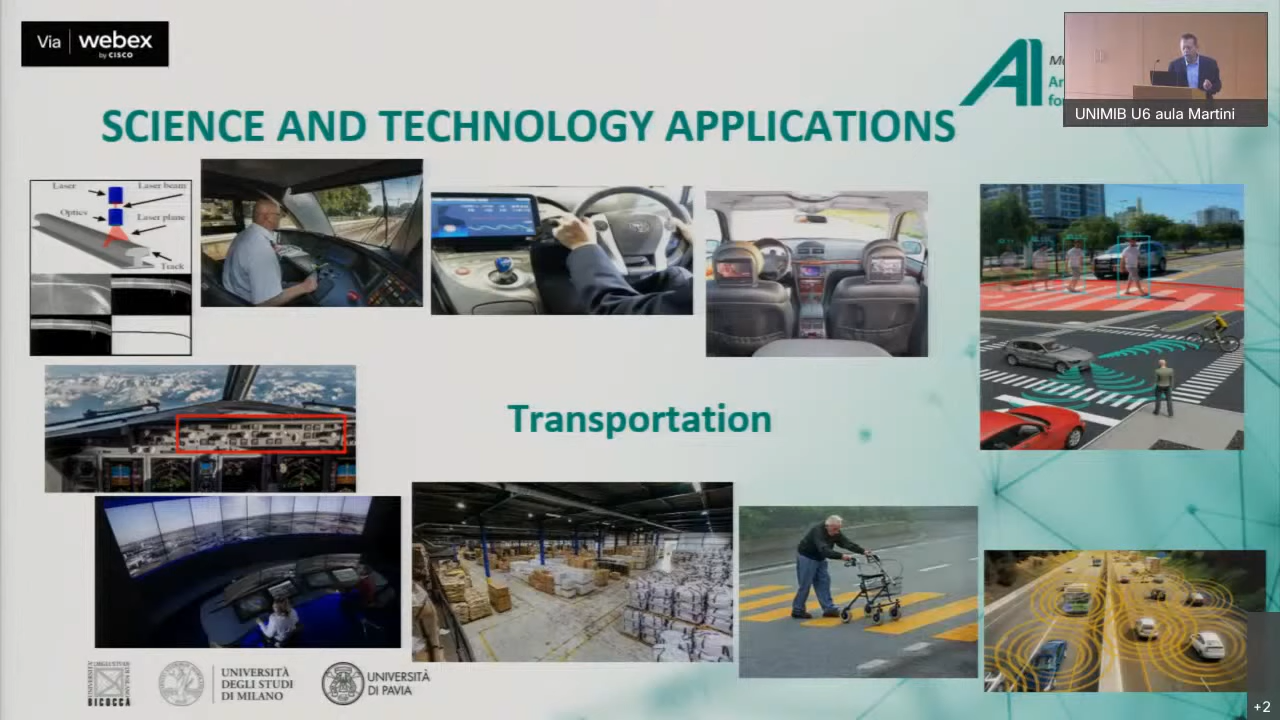 Via webex
by CISCO
AI
UNIMIB U6 aula Martini
SCIENCE AND TECHNOLOGY APPLICATIONS
Laser
Laser beam
Optics
Laser plane
Track
Transportation
BICOCCA
UNIVERSITÀ
DEGLI STUDI
DI MILANO
UNIVERSITÀ
DI PAVIA
+2